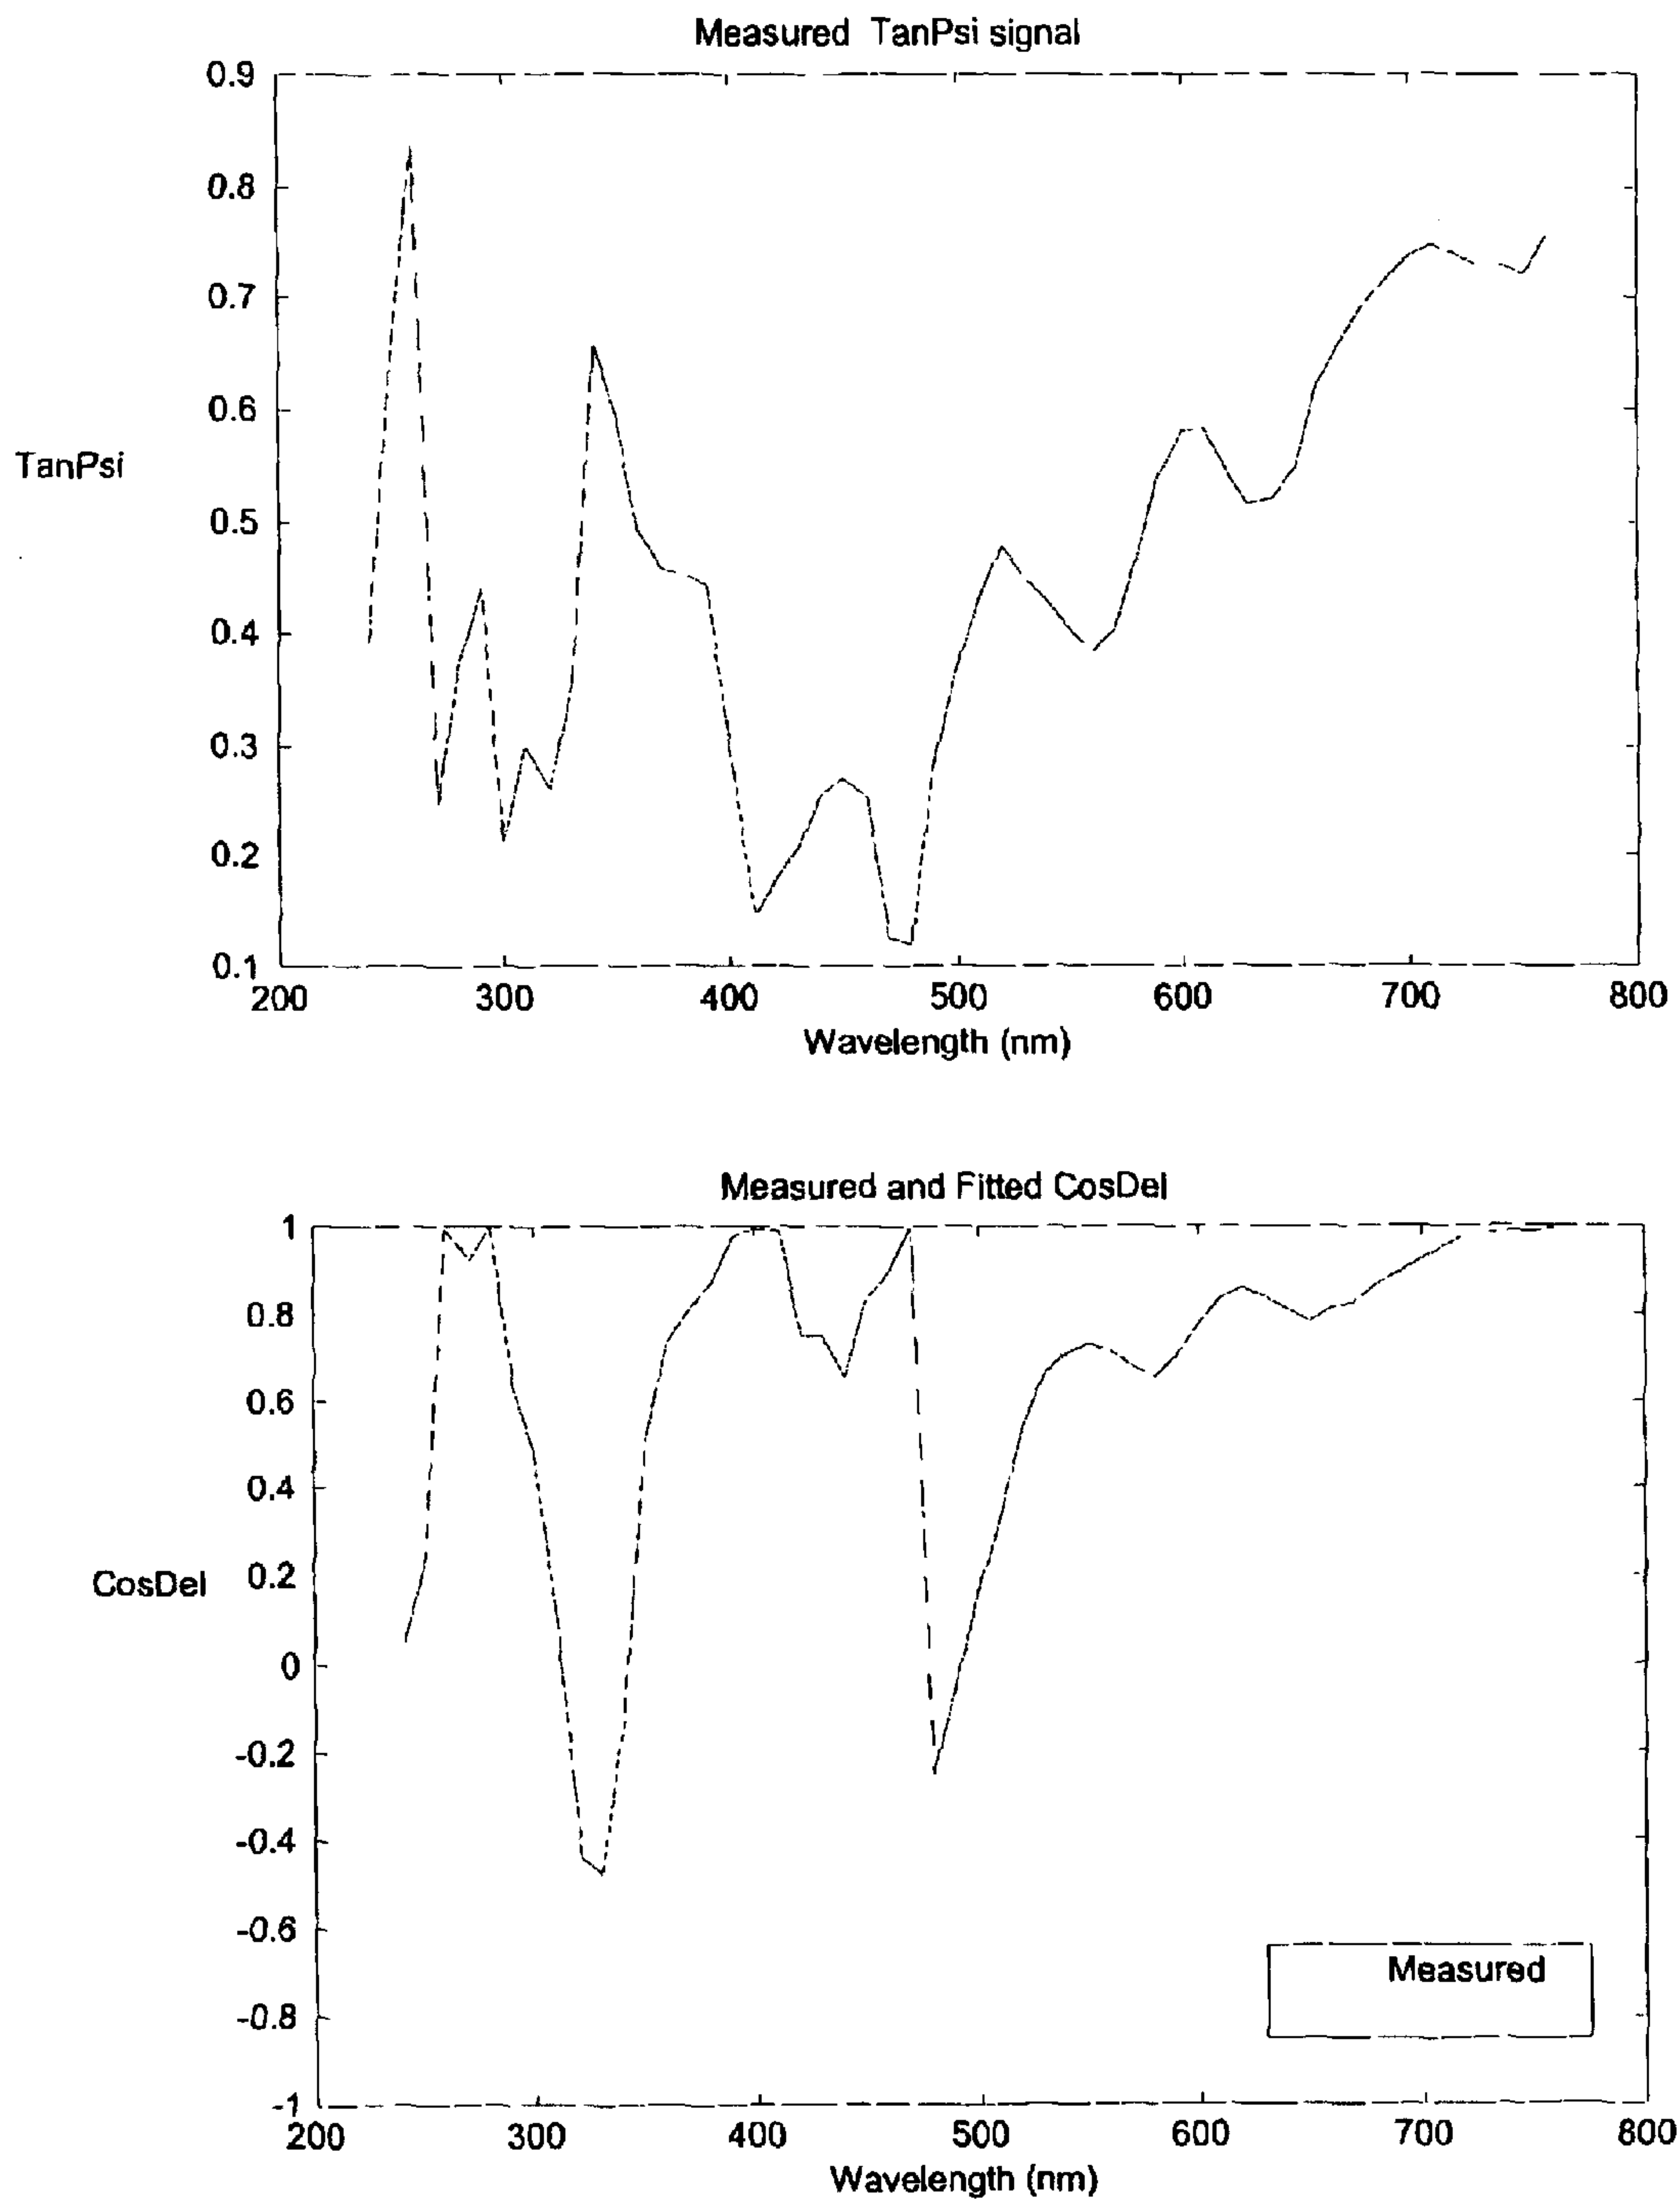 Measured TanPsi signal
0.9
0.8
0.7
0.6
TanPsi
0.5
0.4
0.3
0.2
0.1
200 300 400 500 600 700 800
Wavelength (nm)
Measured and Fitted CosDel
1
0.8
0.6
0.4
CosDel
0.2
0
-0.2
-0.4
-0.6
Measured
-0.8
-1
200 300 400 500 600 700 800
Wavelength (nm)